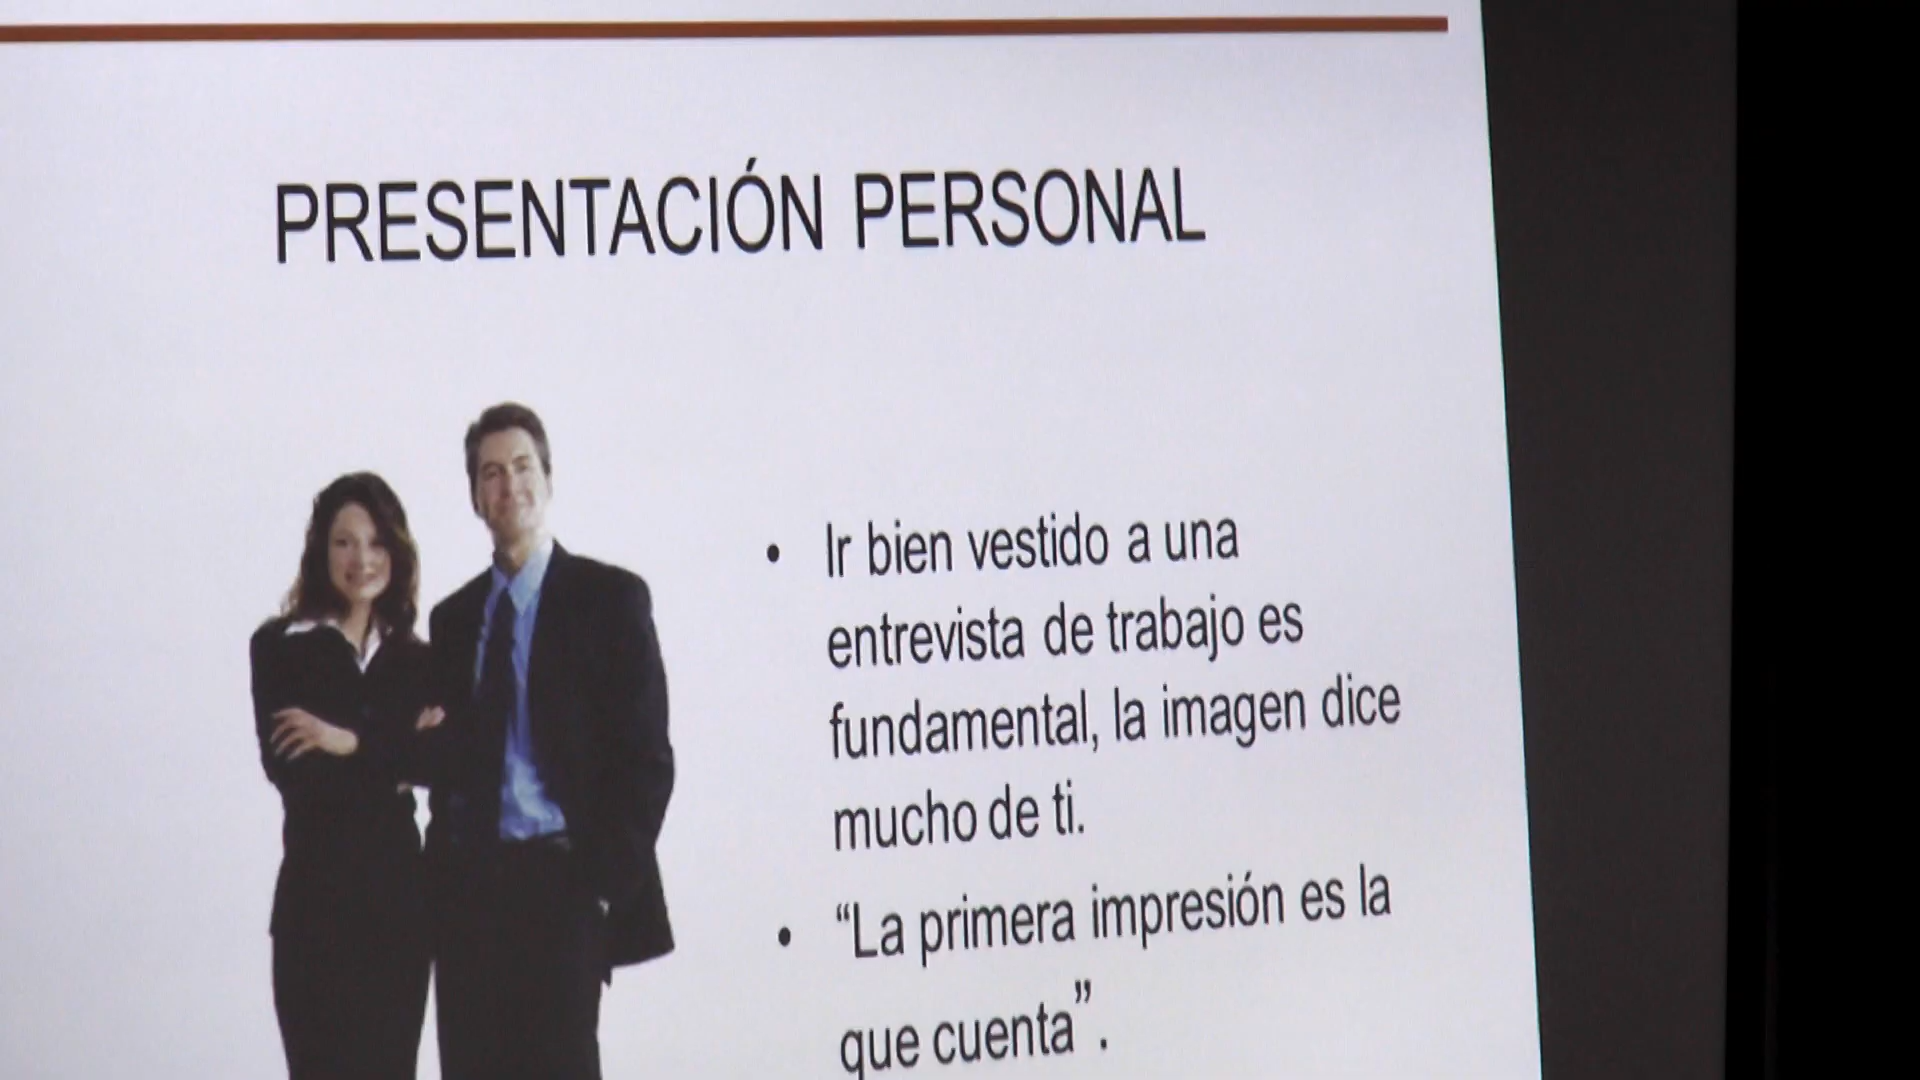 PRESENTACIÓN PERSONAL
• Ir bien vestido a una
entrevista de trabajo es
fundamental, la imagen dice
mucho de ti.
• “La primera impresión es la
que cuenta”.